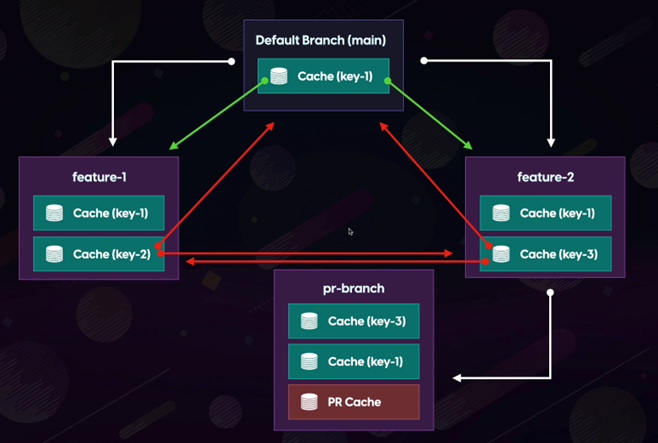 Default Branch (main)
Cache (key-1)
feature-1
Cache (key-1)
Cache (key-2)
feature-2
Cache (key-1)
Cache (key-3)
pr-branch
Cache (key-3)
Cache (key-1)
PR Cache